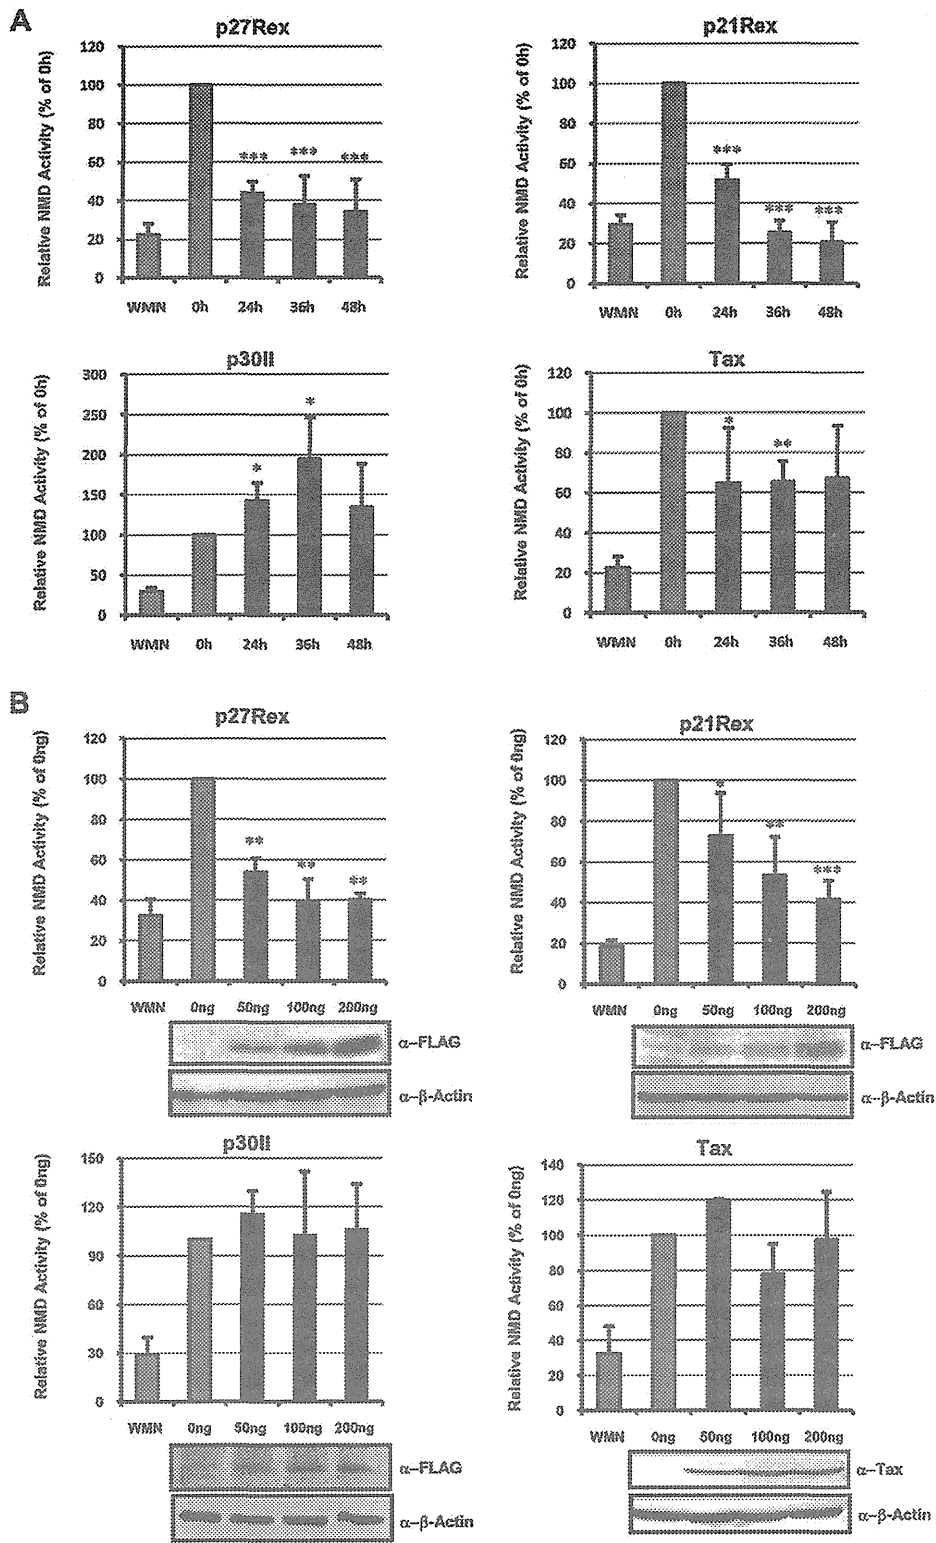 A
p27Rex
Relative NMD Activity (% of 0h)
120
100
80
60
40
20
0
*** *** ***
WMN 0h 24h 36h 48h
p21Rex
Relative NMD Activity (% of 0h)
120
100
80
60
40
20
0
*** *** ***
WMN 0h 24h 36h 48h
p30II
Relative NMD Activity (% of 0h)
300
250
200
150
100
50
0
* *
WMN 0h 24h 36h 48h
Tax
Relative NMD Activity (% of 0h)
120
100
80
60
40
20
0
* **
WMN 0h 24h 36h 48h
B
p27Rex
Relative NMD Activity (% of 0ng)
120
100
80
60
40
20
0
** ** **
WMN 0ng 50ng 100ng 200ng
α–FLAG
α–β-Actin
p21Rex
Relative NMD Activity (% of 0ng)
120
100
80
60
40
20
0
* ** ***
WMN 0ng 50ng 100ng 200ng
α–FLAG
α–β-Actin
p30II
Relative NMD Activity (% of 0ng)
150
120
90
60
30
0
WMN 0ng 50ng 100ng 200ng
α–FLAG
α–β-Actin
Tax
Relative NMD Activity (% of 0ng)
140
120
100
80
60
40
20
0
WMN 0ng 50ng 100ng 200ng
α–Tax
α–β-Actin